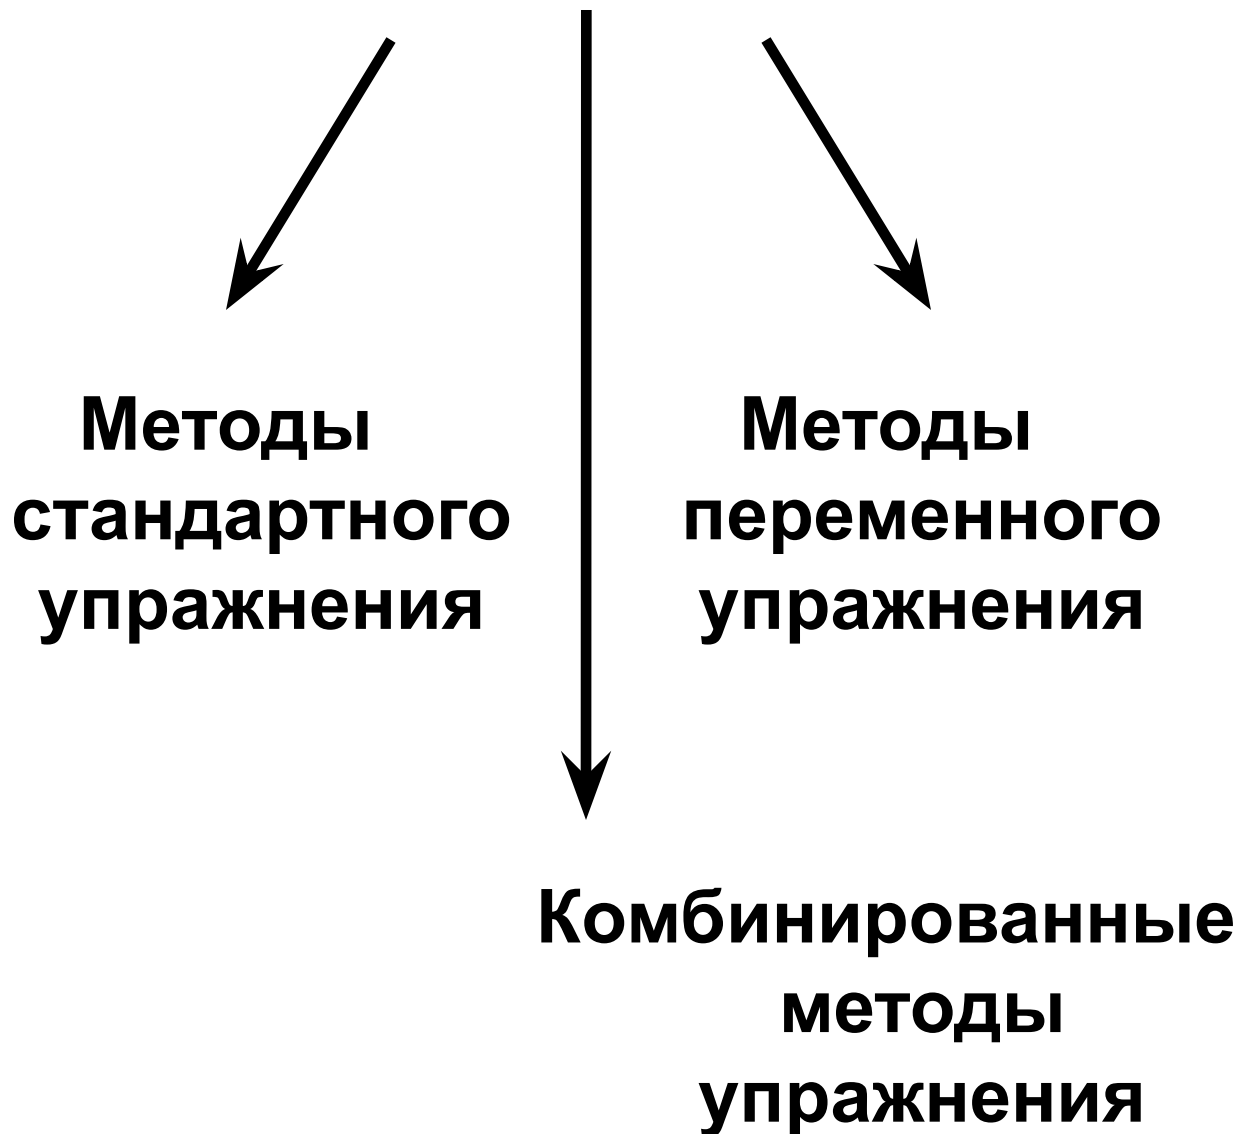 Методы
стандартного
упражнения
Методы
переменного
упражнения
Комбинированные
методы
упражнения